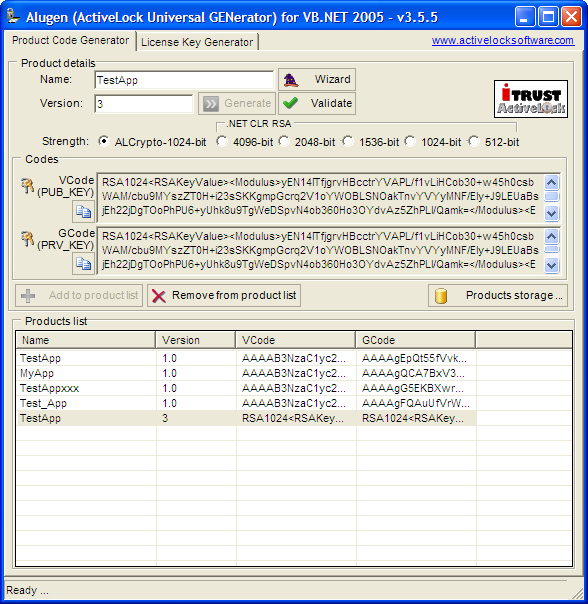 Alugen (ActiveLock Universal GENerator) for VB.NET 2005 - v3.5.5
Product Code Generator License Key Generator www.activelocksoftware.com
Product details
Name: TestApp Wizard
Version: 3 Generate Validate
iTRUST
ActiveLock
.NET CLR RSA
Strength: ALCrypto-1024-bit 4096-bit 2048-bit 1536-bit 1024-bit 512-bit
Codes
VCode
(PUB_KEY)
RSA1024<RSAKeyValue><Modulus>yEN14lTfjgrvHBcctrYVAPL/f1vLiHCob30+w45h0csb
WAM/cbu9MYszZT0H+i23sSKKgmpGcrq2V1oYWOBLSNOakTnvYVYyMNF/Ely+J9LEUaBs
jEh22jDgTOoPhPU6+yUhk8u9TgWeDSpvN4ob360Ho3OYdvAz5ZhPLI/Qamk=</Modulus><E
GCode
(PRV_KEY)
RSA1024<RSAKeyValue><Modulus>yEN14lTfjgrvHBcctrYVAPL/f1vLiHCob30+w45h0csb
WAM/cbu9MYszZT0H+i23sSKKgmpGcrq2V1oYWOBLSNOakTnvYVYyMNF/Ely+J9LEUaBs
jEh22jDgTOoPhPU6+yUhk8u9TgWeDSpvN4ob360Ho3OYdvAz5ZhPLI/Qamk=</Modulus><E
Add to product list Remove from product list Products storage ...
Products list
Name Version VCode GCode
TestApp 1.0 AAAAB3NzaC1yc2... AAAAgEpQt55fVvk...
MyApp 1.0 AAAAB3NzaC1yc2... AAAAgQCA7BxV3...
TestAppxxx 1.0 AAAAB3NzaC1yc2... AAAAgG5EKBXwr...
Test_App 1.0 AAAAB3NzaC1yc2... AAAAgFQAuUfVrW...
TestApp 3 RSA1024<RSAKey... RSA1024<RSAKey...
Ready ...